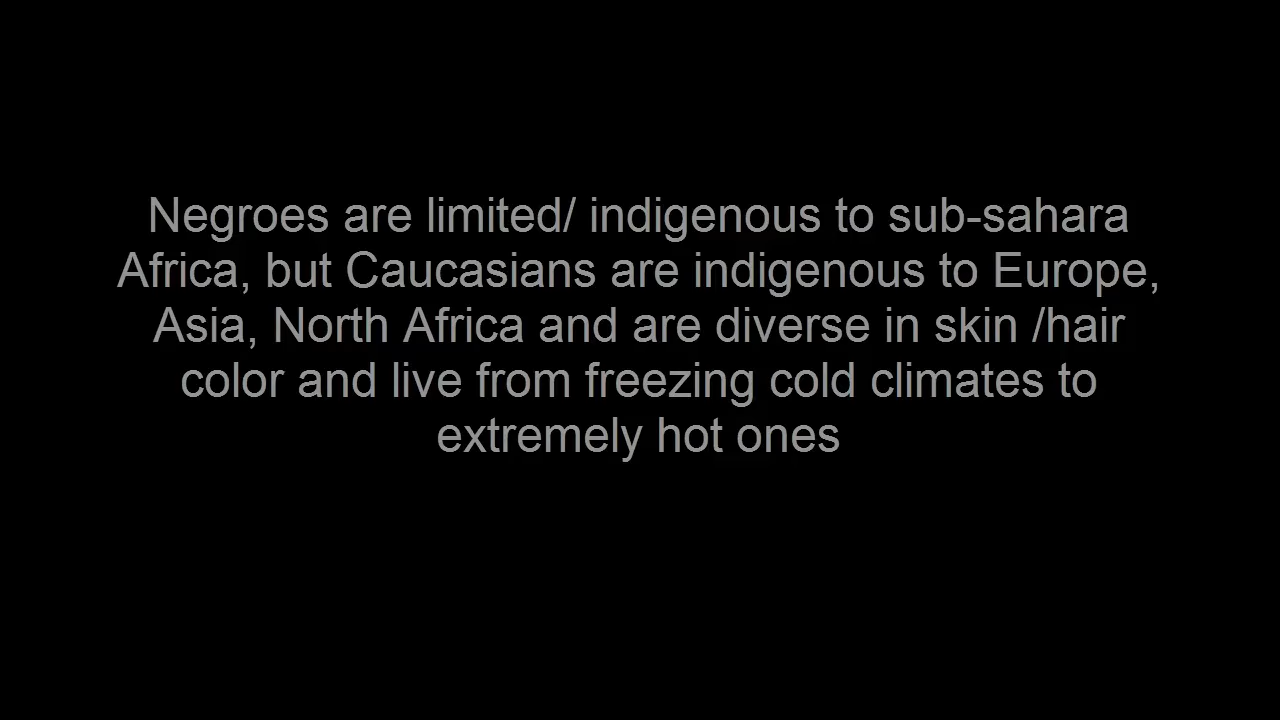 Negroes are limited/ indigenous to sub-sahara
Africa, but Caucasians are indigenous to Europe,
Asia, North Africa and are diverse in skin /hair
color and live from freezing cold climates to
extremely hot ones